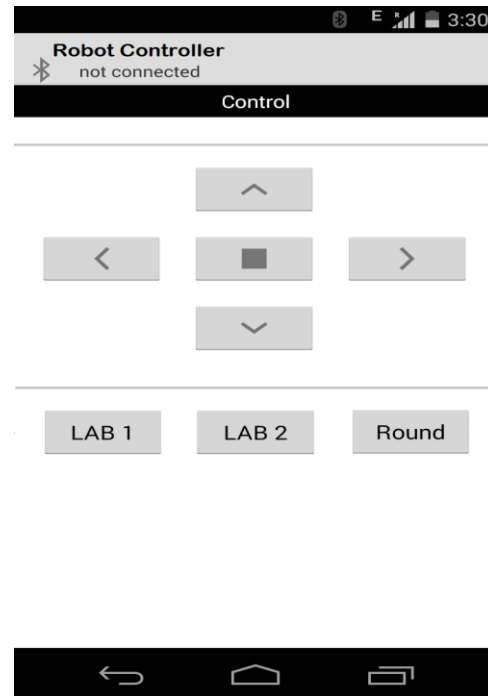 E R 3:30
Robot Controller
not connected
Control
LAB 1 LAB 2 Round